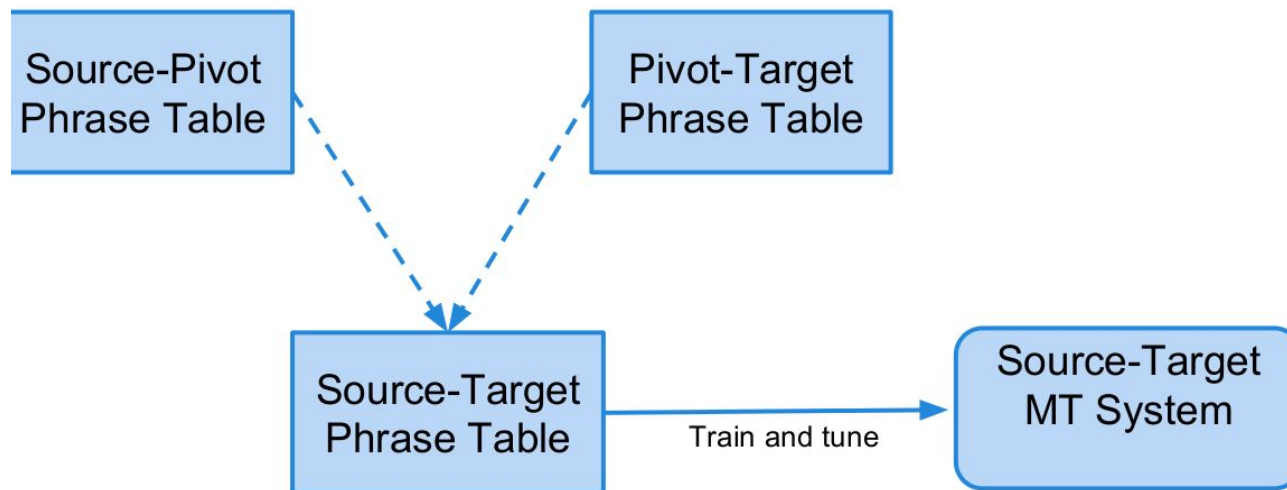 Source-Pivot
Phrase Table
Pivot-Target
Phrase Table
Source-Target
Phrase Table
Train and tune
Source-Target
MT System